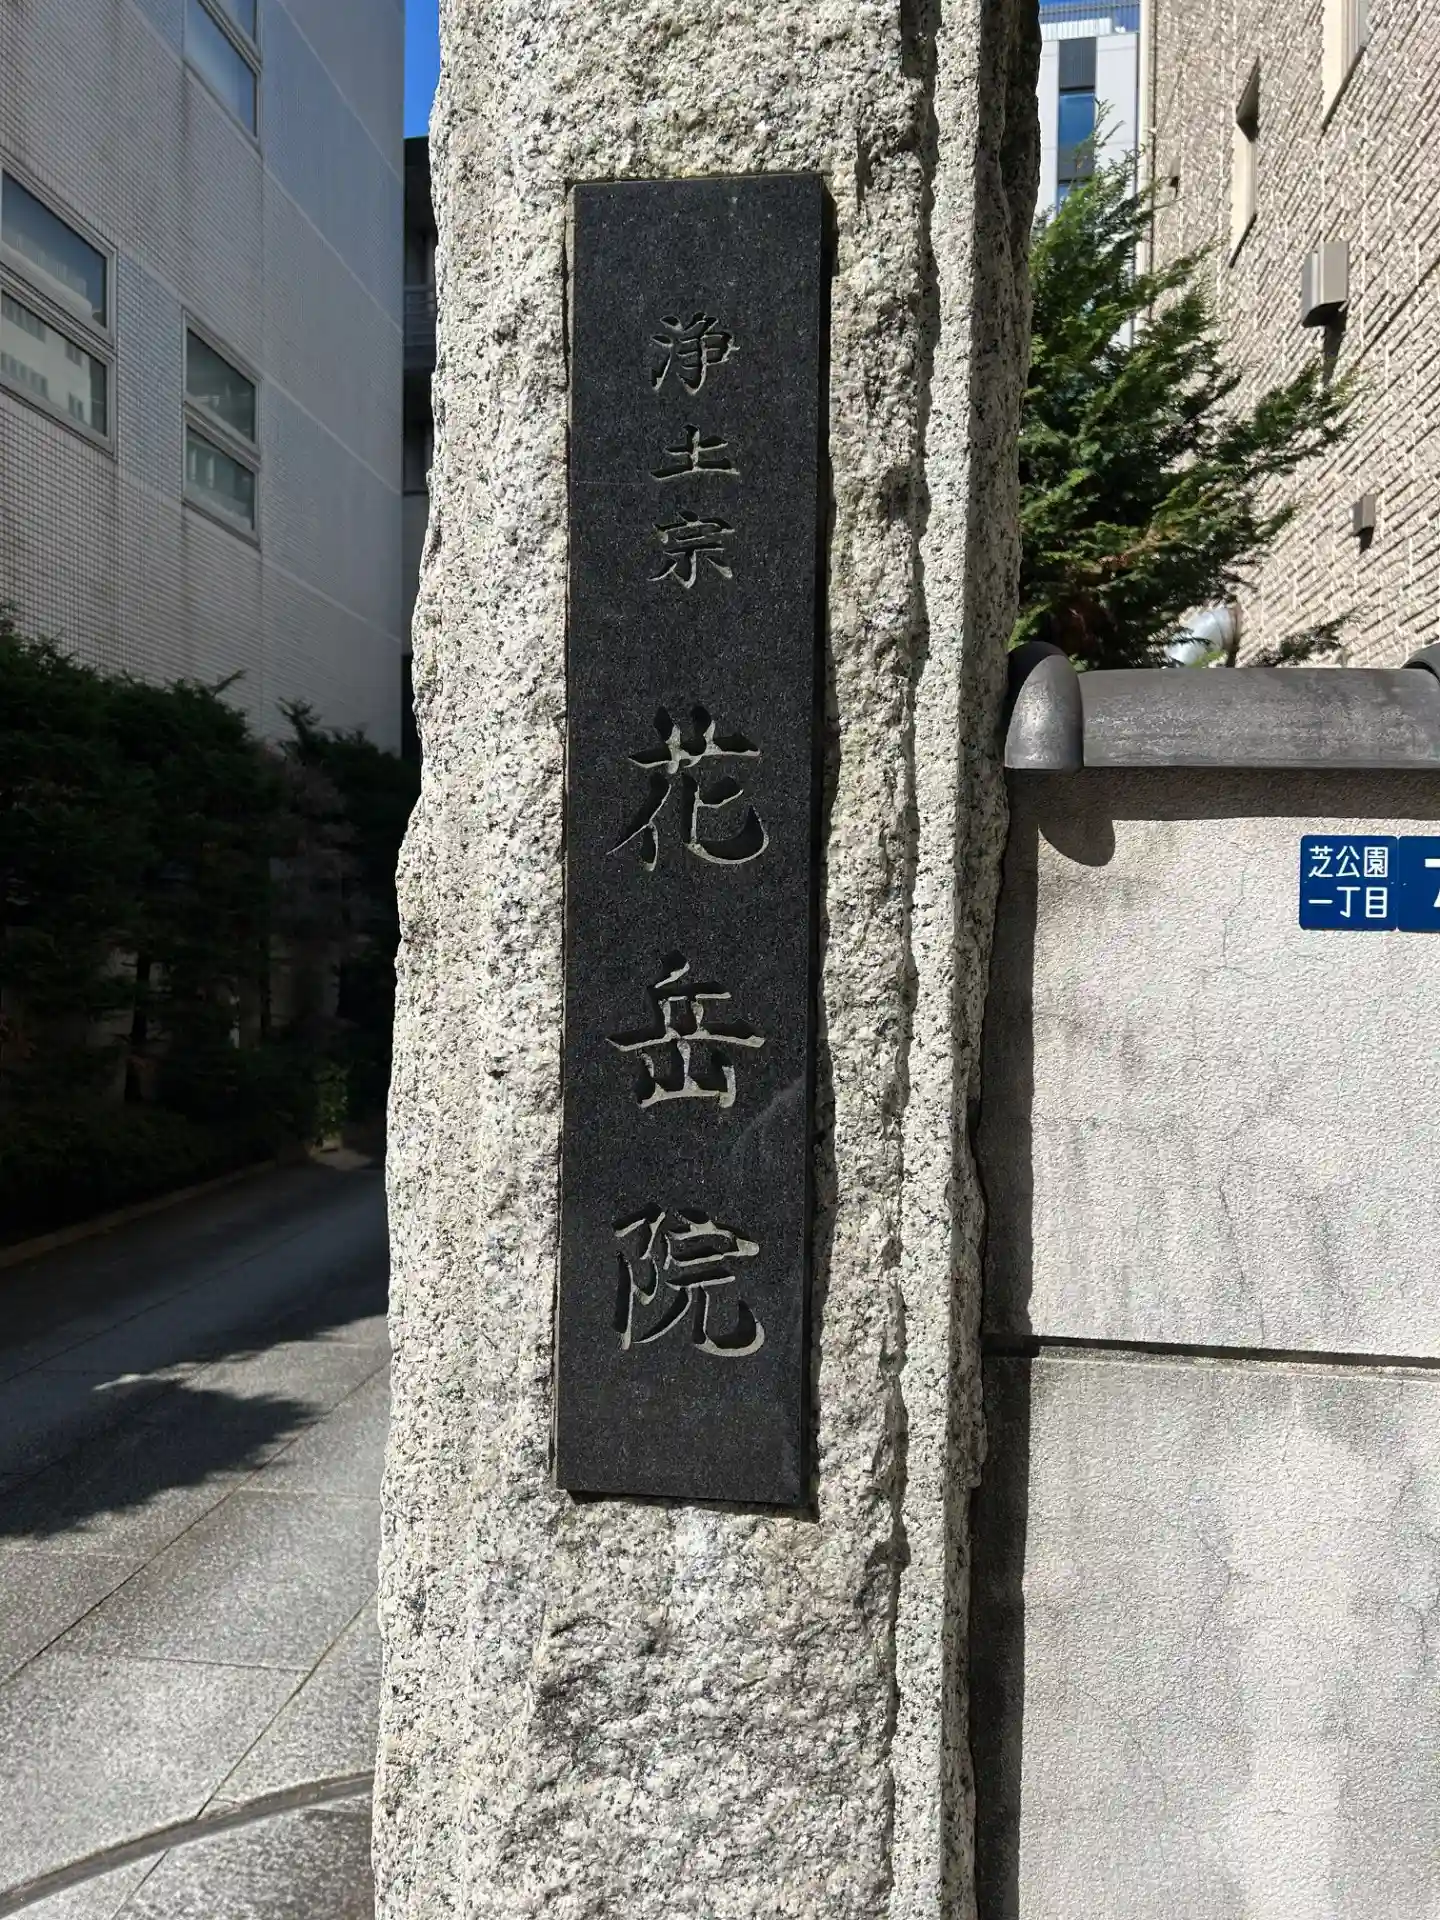 浄土宗 花岳院
芝公園
一丁目